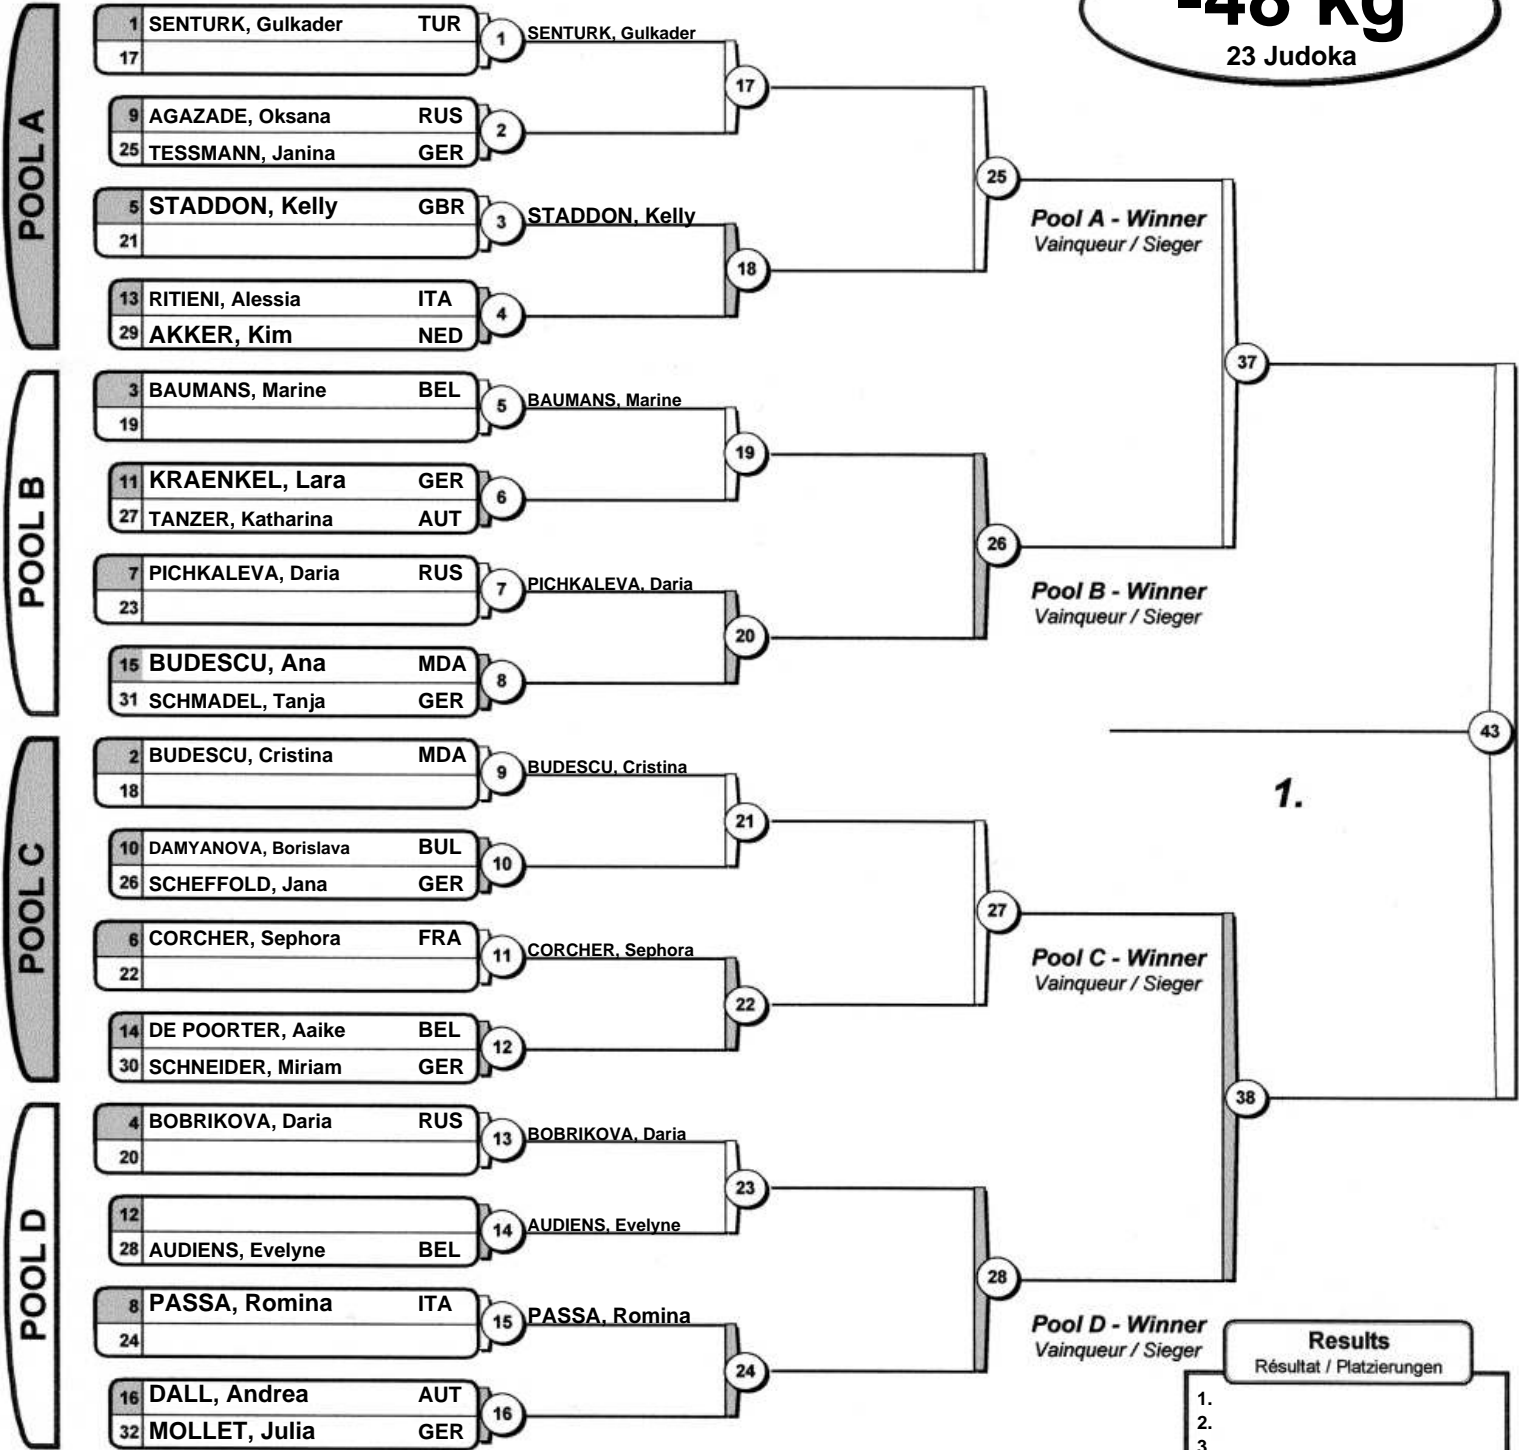 -48 kg
23 Judoka
POOL A
1 SENTURK, Gulkader TUR
17
1 SENTURK, Gulkader
9 AGAZADE, Oksana RUS
25 TESSMANN, Janina GER
2
17
5 STADDON, Kelly GBR
21
3 STADDON, Kelly
13 RITIENI, Alessia ITA
29 AKKER, Kim NED
4
18
25
Pool A - Winner
Vainqueur / Sieger
POOL B
3 BAUMANS, Marine BEL
19
5 BAUMANS, Marine
11 KRAENKEL, Lara GER
27 TANZER, Katharina AUT
6
19
7 PICHKALEVA, Daria RUS
23
7 PICHKALEVA, Daria
15 BUDESCU, Ana MDA
31 SCHMADEL, Tanja GER
8
20
26
Pool B - Winner
Vainqueur / Sieger
37
POOL C
2 BUDESCU, Cristina MDA
18
9 BUDESCU, Cristina
10 DAMYANOVA, Borislava BUL
26 SCHEFFOLD, Jana GER
10
21
6 CORCHER, Sephora FRA
22
11 CORCHER, Sephora
14 DE POORTER, Aaike BEL
30 SCHNEIDER, Miriam GER
12
22
27
Pool C - Winner
Vainqueur / Sieger
43
1.
POOL D
4 BOBRIKOVA, Daria RUS
20
13 BOBRIKOVA, Daria
12
28 AUDIENS, Evelyne BEL
14 AUDIENS, Evelyne
23
8 PASSA, Romina ITA
24
15 PASSA, Romina
16 DALL, Andrea AUT
32 MOLLET, Julia GER
16
24
28
Pool D - Winner
Vainqueur / Sieger
38
Results
Résultat / Platzierungen
1.
2.
3.